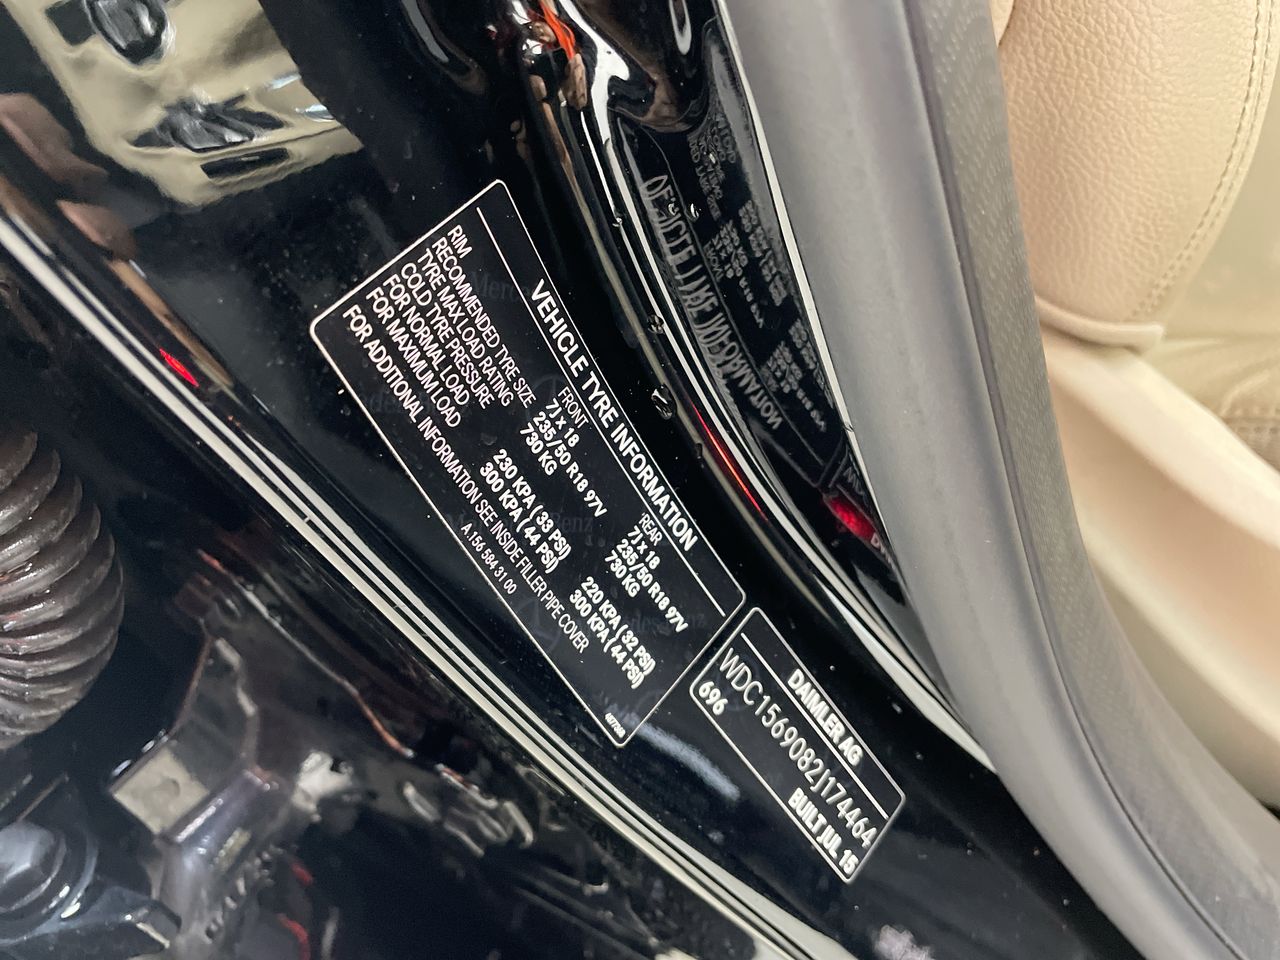 VEHICLE TYRE INFORMATION
FRONT REAR
RIM 7J x 18 7J x 18
RECOMMENDED TYRE SIZE 235/50 R18 97V 235/50 R18 97V
TYRE MAX LOAD RATING 730 KG 730 KG
COLD TYRE PRESSURE
FOR NORMAL LOAD 230 KPA (33 PSI) 220 KPA (32 PSI)
FOR MAXIMUM LOAD 300 KPA (44 PSI) 300 KPA (44 PSI)
FOR ADDITIONAL INFORMATION SEE INSIDE FILLER PIPE COVER
A 156 584 31 00
DAIMLER AG
WDC1569082J174464
696 BUILT JUL 15